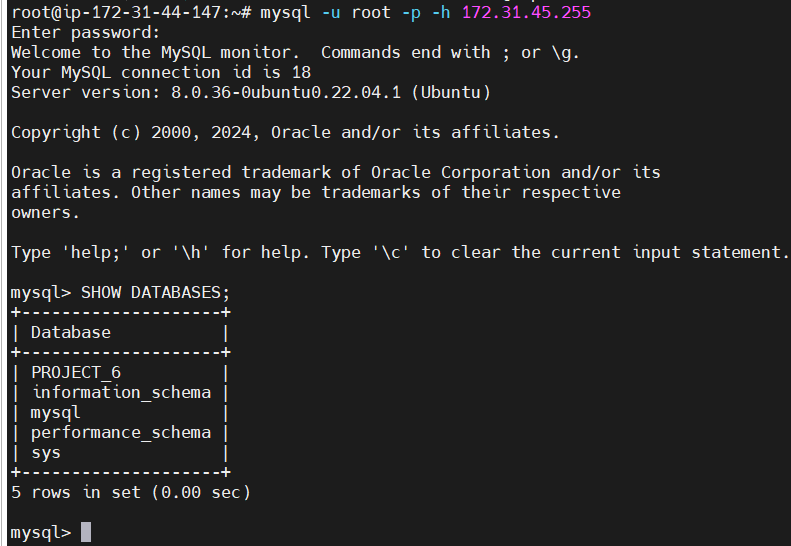 root@ip-172-31-44-147:~# mysql -u root -p -h 172.31.45.255
Enter password:
Welcome to the MySQL monitor.  Commands end with ; or \g.
Your MySQL connection id is 18
Server version: 8.0.36-0ubuntu0.22.04.1 (Ubuntu)

Copyright (c) 2000, 2024, Oracle and/or its affiliates.

Oracle is a registered trademark of Oracle Corporation and/or its
affiliates. Other names may be trademarks of their respective
owners.

Type 'help;' or '\h' for help. Type '\c' to clear the current input statement.

mysql> SHOW DATABASES;
+--------------------+
| Database           |
+--------------------+
| PROJECT_6          |
| information_schema |
| mysql              |
| performance_schema |
| sys                |
+--------------------+
5 rows in set (0.00 sec)

mysql>